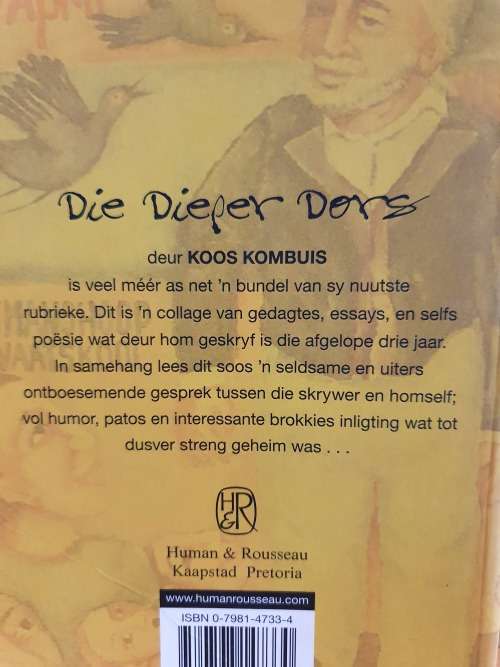 Die Dieper Dors
deur KOOS KOMBUIS
is veel méér as net 'n bundel van sy nuutste
rubrieke. Dit is 'n collage van gedagtes, essays, en selfs
poësie wat deur hom geskryf is die afgelope drie jaar.
In samehang lees dit soos 'n seldsame en uiters
ontboesemende gesprek tussen die skrywer en homself;
vol humor, patos en interessante brokkies inligting wat tot
dusver streng geheim was . . .
H&R
Human & Rousseau
Kaapstad Pretoria
www.humanrousseau.com
ISBN 0-7981-4733-4